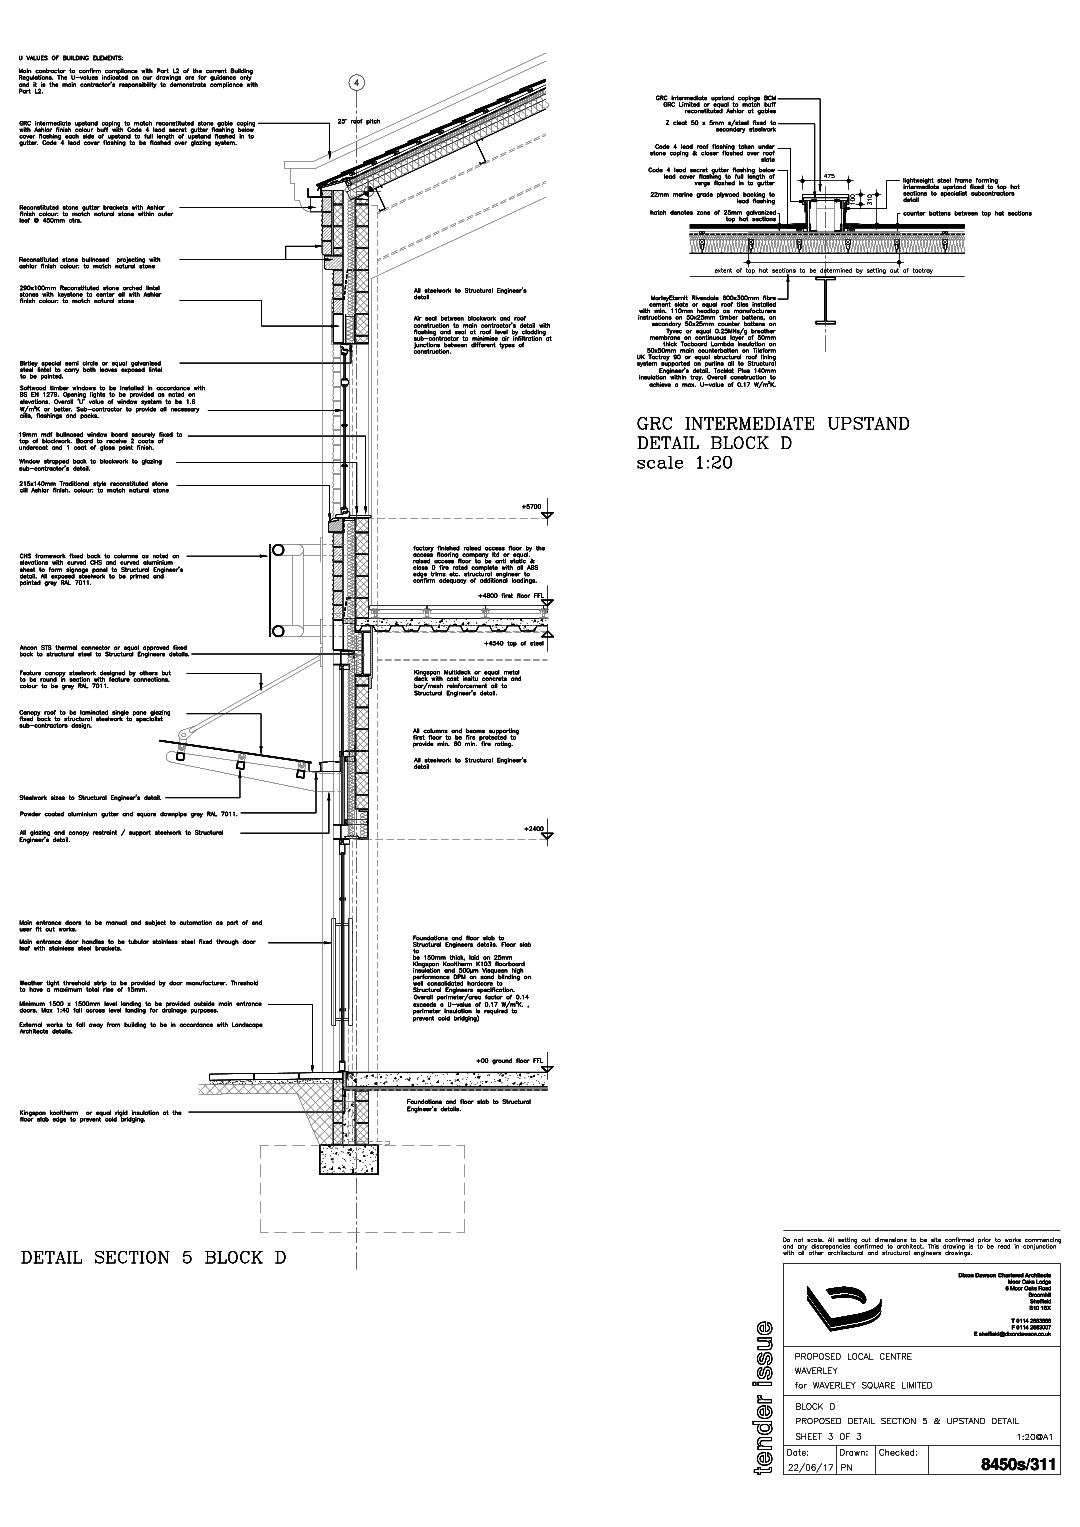 U VALUES OF BUILDING ELEMENTS:
Main contractor to confirm compliance with Part L2 of the current Building
Regulations. The U-values indicated on our drawings are for guidance only
and it is the main contractor's responsibility to demonstrate compliance with
Part L2.
GRC intermediate upstand coping to match reconstituted stone gable coping
with Ashlar finish colour buff with Code 4 lead secret gutter flashing below
cover flashing each side of upstand to full length of upstand flashed in to
gutter. Code 4 lead cover flashing to be flashed over glazing system.
Reconstituted stone gutter brackets with Ashlar
finish colour: to match natural stone within outer
leaf @ 450mm ctrs.
Reconstituted stone bullnosed projecting with
ashlar finish colour: to match natural stone
290x100mm Reconstituted stone arched lintel
stones with keystone to center all with Ashlar
finish colour: to match natural stone
Birtley special semi circle or equal galvanised
steel lintel to carry both leaves exposed lintel
to be painted.
Softwood timber windows to be installed in accordance with
BS EN 1279. Opening lights to be provided as noted on
elevations. Overall "U" value of window system to be 1.6
W/m²K or better. Sub-contractor to provide all necessary
cills, flashings and packs.
19mm mdf bullnosed window board securely fixed to
top of blockwork. Board to receive 2 coats of
undercoat and 1 coat of gloss paint finish.
Window strapped back to blockwork to glazing
sub-contractor's detail.
215x140mm Traditional style reconstituted stone
cill Ashlar finish. colour: to match natural stone
CHS framework fixed back to columns as noted on
elevations with curved CHS and curved aluminium
sheet to form signage panel to Structural Engineer's
detail. All exposed steelwork to be primed and
painted grey RAL 7011.
Ancon STS thermal connector or equal approved fixed
back to structural steel to Structural Engineers details.
Feature canopy steelwork designed by others but
to be round in section with feature connections.
colour to be grey RAL 7011.
Canopy roof to be laminated single pane glazing
fixed back to structural steelwork to specialist
sub-contractors design.
Steelwork sizes to Structural Engineer's detail.
Powder coated aluminium gutter and square downpipe grey RAL 7011.
All glazing and canopy restraint / support steelwork to Structural
Engineer's detail.
Main entrance doors to be manual and subject to automation as part of end
user fit out works.
Main entrance door handles to be tubular stainless steel fixed through door
leaf with stainless steel brackets.
Weather tight threshold strip to be provided by door manufacturer. Threshold
to have a maximum total rise of 15mm.
Minimum 1500 x 1500mm level landing to be provided outside main entrance
doors. Max 1:40 fall across level landing for drainage purposes.
External works to fall away from building to be in accordance with Landscape
Architects details.
Kingspan kooltherm or equal rigid insulation at the
floor slab edge to prevent cold bridging.
DETAIL SECTION 5 BLOCK D
4
25° roof pitch
All steelwork to Structural Engineer's
detail
Air seal between blockwork and roof
construction to main contractor's detail with
flashing and seal at roof level by cladding
sub-contractor to minimise air infiltration at
junctions between different types of
construction.
+5700
factory finished raised access floor by the
access flooring company ltd or equal.
raised access floor to be anti static &
class O fire rated complete with all ABS
edge trims etc. structural engineer to
confirm adequacy of additional loadings.
+4800 first floor FFL
+4540 top of steel
Kingspan Multideck or equal metal
deck with cast insitu concrete and
bar/mesh reinforcement all to
Structural Engineer's detail.
All columns and beams supporting
first floor to be fire protected to
provide min. 60 min. fire rating.
All steelwork to Structural Engineer's
detail
+2400
Foundations and floor slab to
Structural Engineers details. Floor slab
to
be 150mm thick, laid on 25mm
Kingspan Kooltherm K103 floorboard
insulation and 500µm Visqueen high
performance DPM on sand blinding on
well consolidated hardcore to
Structural Engineers specification.
Overall perimeter/area factor of 0.14
exceeds a U-value of 0.17 W/m²K. ,
perimeter insulation is required to
prevent cold bridging)
+00 ground floor FFL
Foundations and floor slab to Structural
Engineer's details.
GRC intermediate upstand copings BCM
GRC Limited or equal to match buff
reconstituted Ashlar at gables
Z cleat 50 x 5mm s/steel fixed to
secondary steelwork
Code 4 lead roof flashing taken under
stone coping & closer flashed over roof
slate
Code 4 lead secret gutter flashing below
lead cover flashing to full length of
verge flashed in to gutter
22mm marine grade plywood backing to
lead flashing
hatch denotes zone of 25mm galvanized
top hat sections
475
100
310
lightweight steel frame forming
intermediate upstand fixed to top hat
sections to specialist subcontractors
detail
counter battens between top hat sections
extent of top hat sections to be determined by setting out of tactray
MarleyEternit Rivendale 600x300mm fibre
cement slate or equal roof tiles installed
with min. 110mm headlap as manufacturers
instructions on 50x25mm timber battens, on
secondary 50x25mm counter battens on
Tyvec or equal 0.25MNs/g breather
membrane on continuous layer of 50mm
thick Tacboard Lambda insulation on
50x50mm main counterbatten on Tileform
UK Tactray 90 or equal structural roof lining
system supported on purlins all to Structural
Engineer's detail. Tacslat Plus 140mm
insulation within tray. Overall construction to
achieve a max. U-value of 0.17 W/m²K.
GRC INTERMEDIATE UPSTAND
DETAIL BLOCK D
scale 1:20
Do not scale. All setting out dimensions to be site confirmed prior to works commencing
and any discrepancies confirmed to architect. This drawing is to be read in conjunction
with all other architectural and structural engineers drawings.
Dixon Dawson Chartered Architects
Moor Oaks Lodge
6 Moor Oaks Road
Broomhill
Sheffield
S10 1BX
T 0114 2683666
F 0114 2683007
E sheffield@dixondawson.co.uk
tender issue
PROPOSED LOCAL CENTRE
WAVERLEY
for WAVERLEY SQUARE LIMITED
BLOCK D
PROPOSED DETAIL SECTION 5 & UPSTAND DETAIL
SHEET 3 OF 3 1:20@A1
Date: Drawn: Checked:
22/06/17 PN 8450s/311